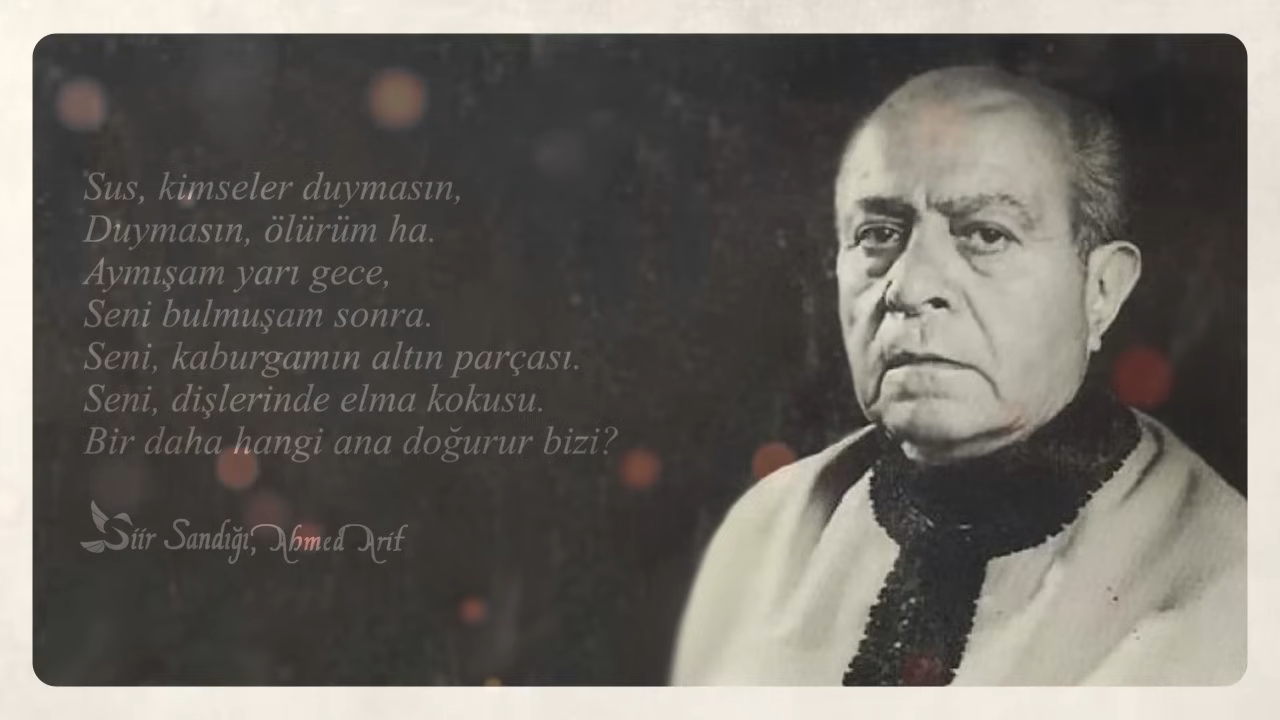 Sus, kimseler duymasın,
Duymasın, ölürüm ha.
Aymışam yarı gece,
Seni bulmuşam sonra.
Seni, kaburgamın altın parçası.
Seni, dişlerinde elma kokusu.
Bir daha hangi ana doğurur bizi?
Şiir Sandığı, Ahmed Arif